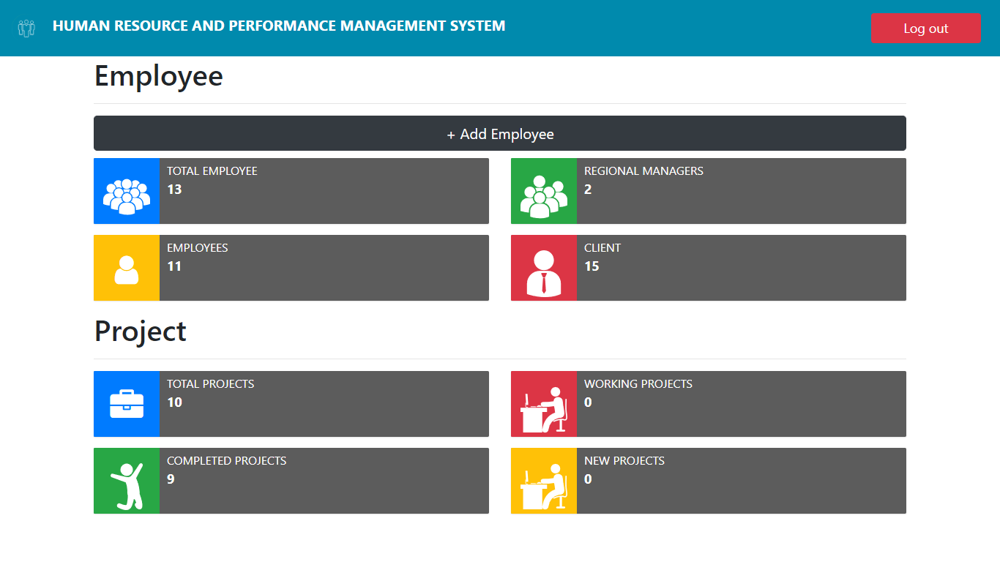 HUMAN RESOURCE AND PERFORMANCE MANAGEMENT SYSTEM
Log out
Employee
+ Add Employee
TOTAL EMPLOYEE
13
REGIONAL MANAGERS
2
EMPLOYEES
11
CLIENT
15
Project
TOTAL PROJECTS
10
WORKING PROJECTS
0
COMPLETED PROJECTS
9
NEW PROJECTS
0